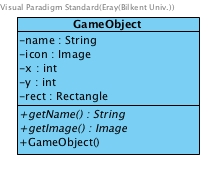 Visual Paradigm Standard(Eray(Bilkent Univ.))
GameObject
-name : String
-icon : Image
-x : int
-y : int
-rect : Rectangle
+getName() : String
+getImage() : Image
+GameObject()